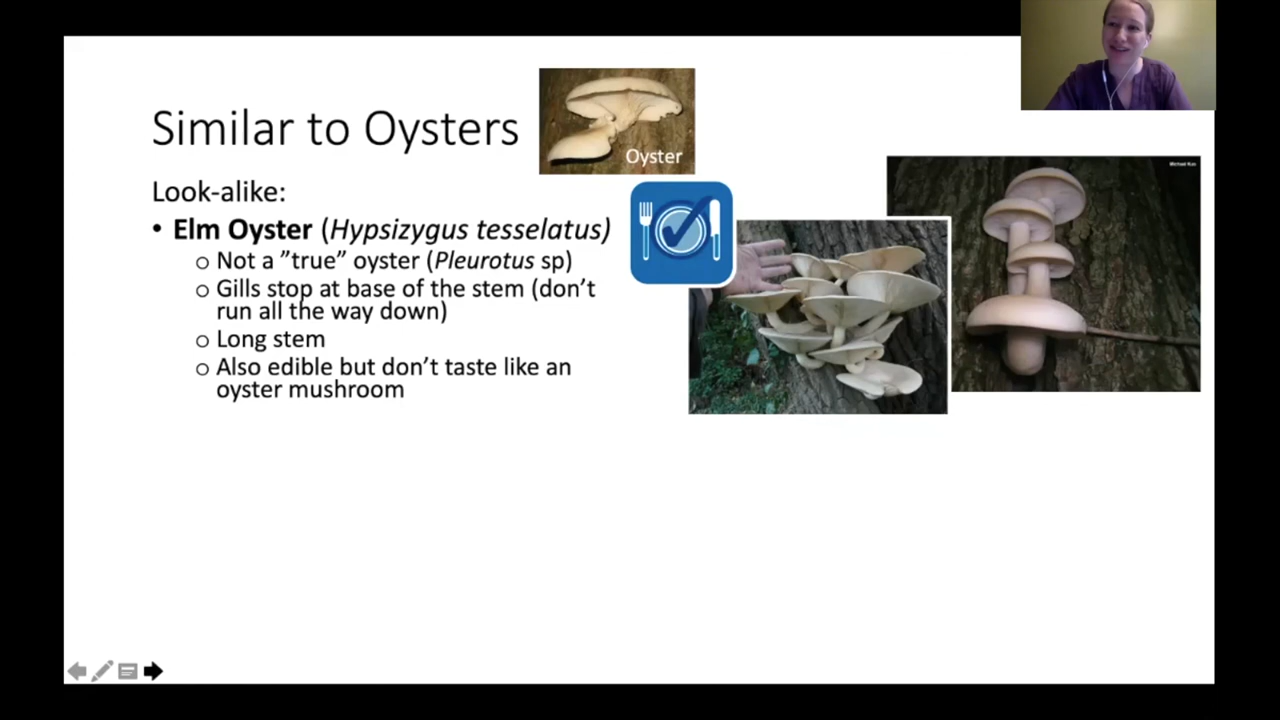 Similar to Oysters
Oyster
Look-alike:
• Elm Oyster (Hypsizygus tesselatus)
o Not a ”true” oyster (Pleurotus sp)
o Gills stop at base of the stem (don’t
run all the way down)
o Long stem
o Also edible but don’t taste like an
oyster mushroom
Michael Kuo